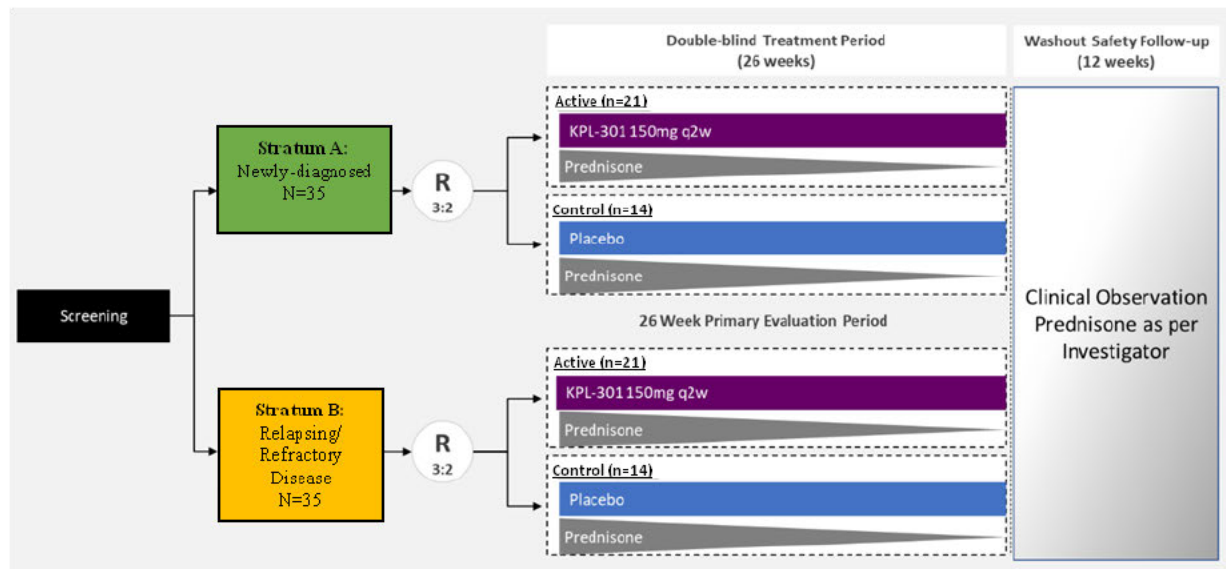 Double-blind Treatment Period
(26 weeks)
Washout Safety Follow-up
(12 weeks)
Screening
Stratum A:
Newly-diagnosed
N=35
R
3:2
Active (n=21)
KPL-301 150mg q2w
Prednisone
Control (n=14)
Placebo
Prednisone
26 Week Primary Evaluation Period
Stratum B:
Relapsing/
Refractory
Disease
N=35
R
3:2
Active (n=21)
KPL-301 150mg q2w
Prednisone
Control (n=14)
Placebo
Prednisone
Clinical Observation
Prednisone as per
Investigator